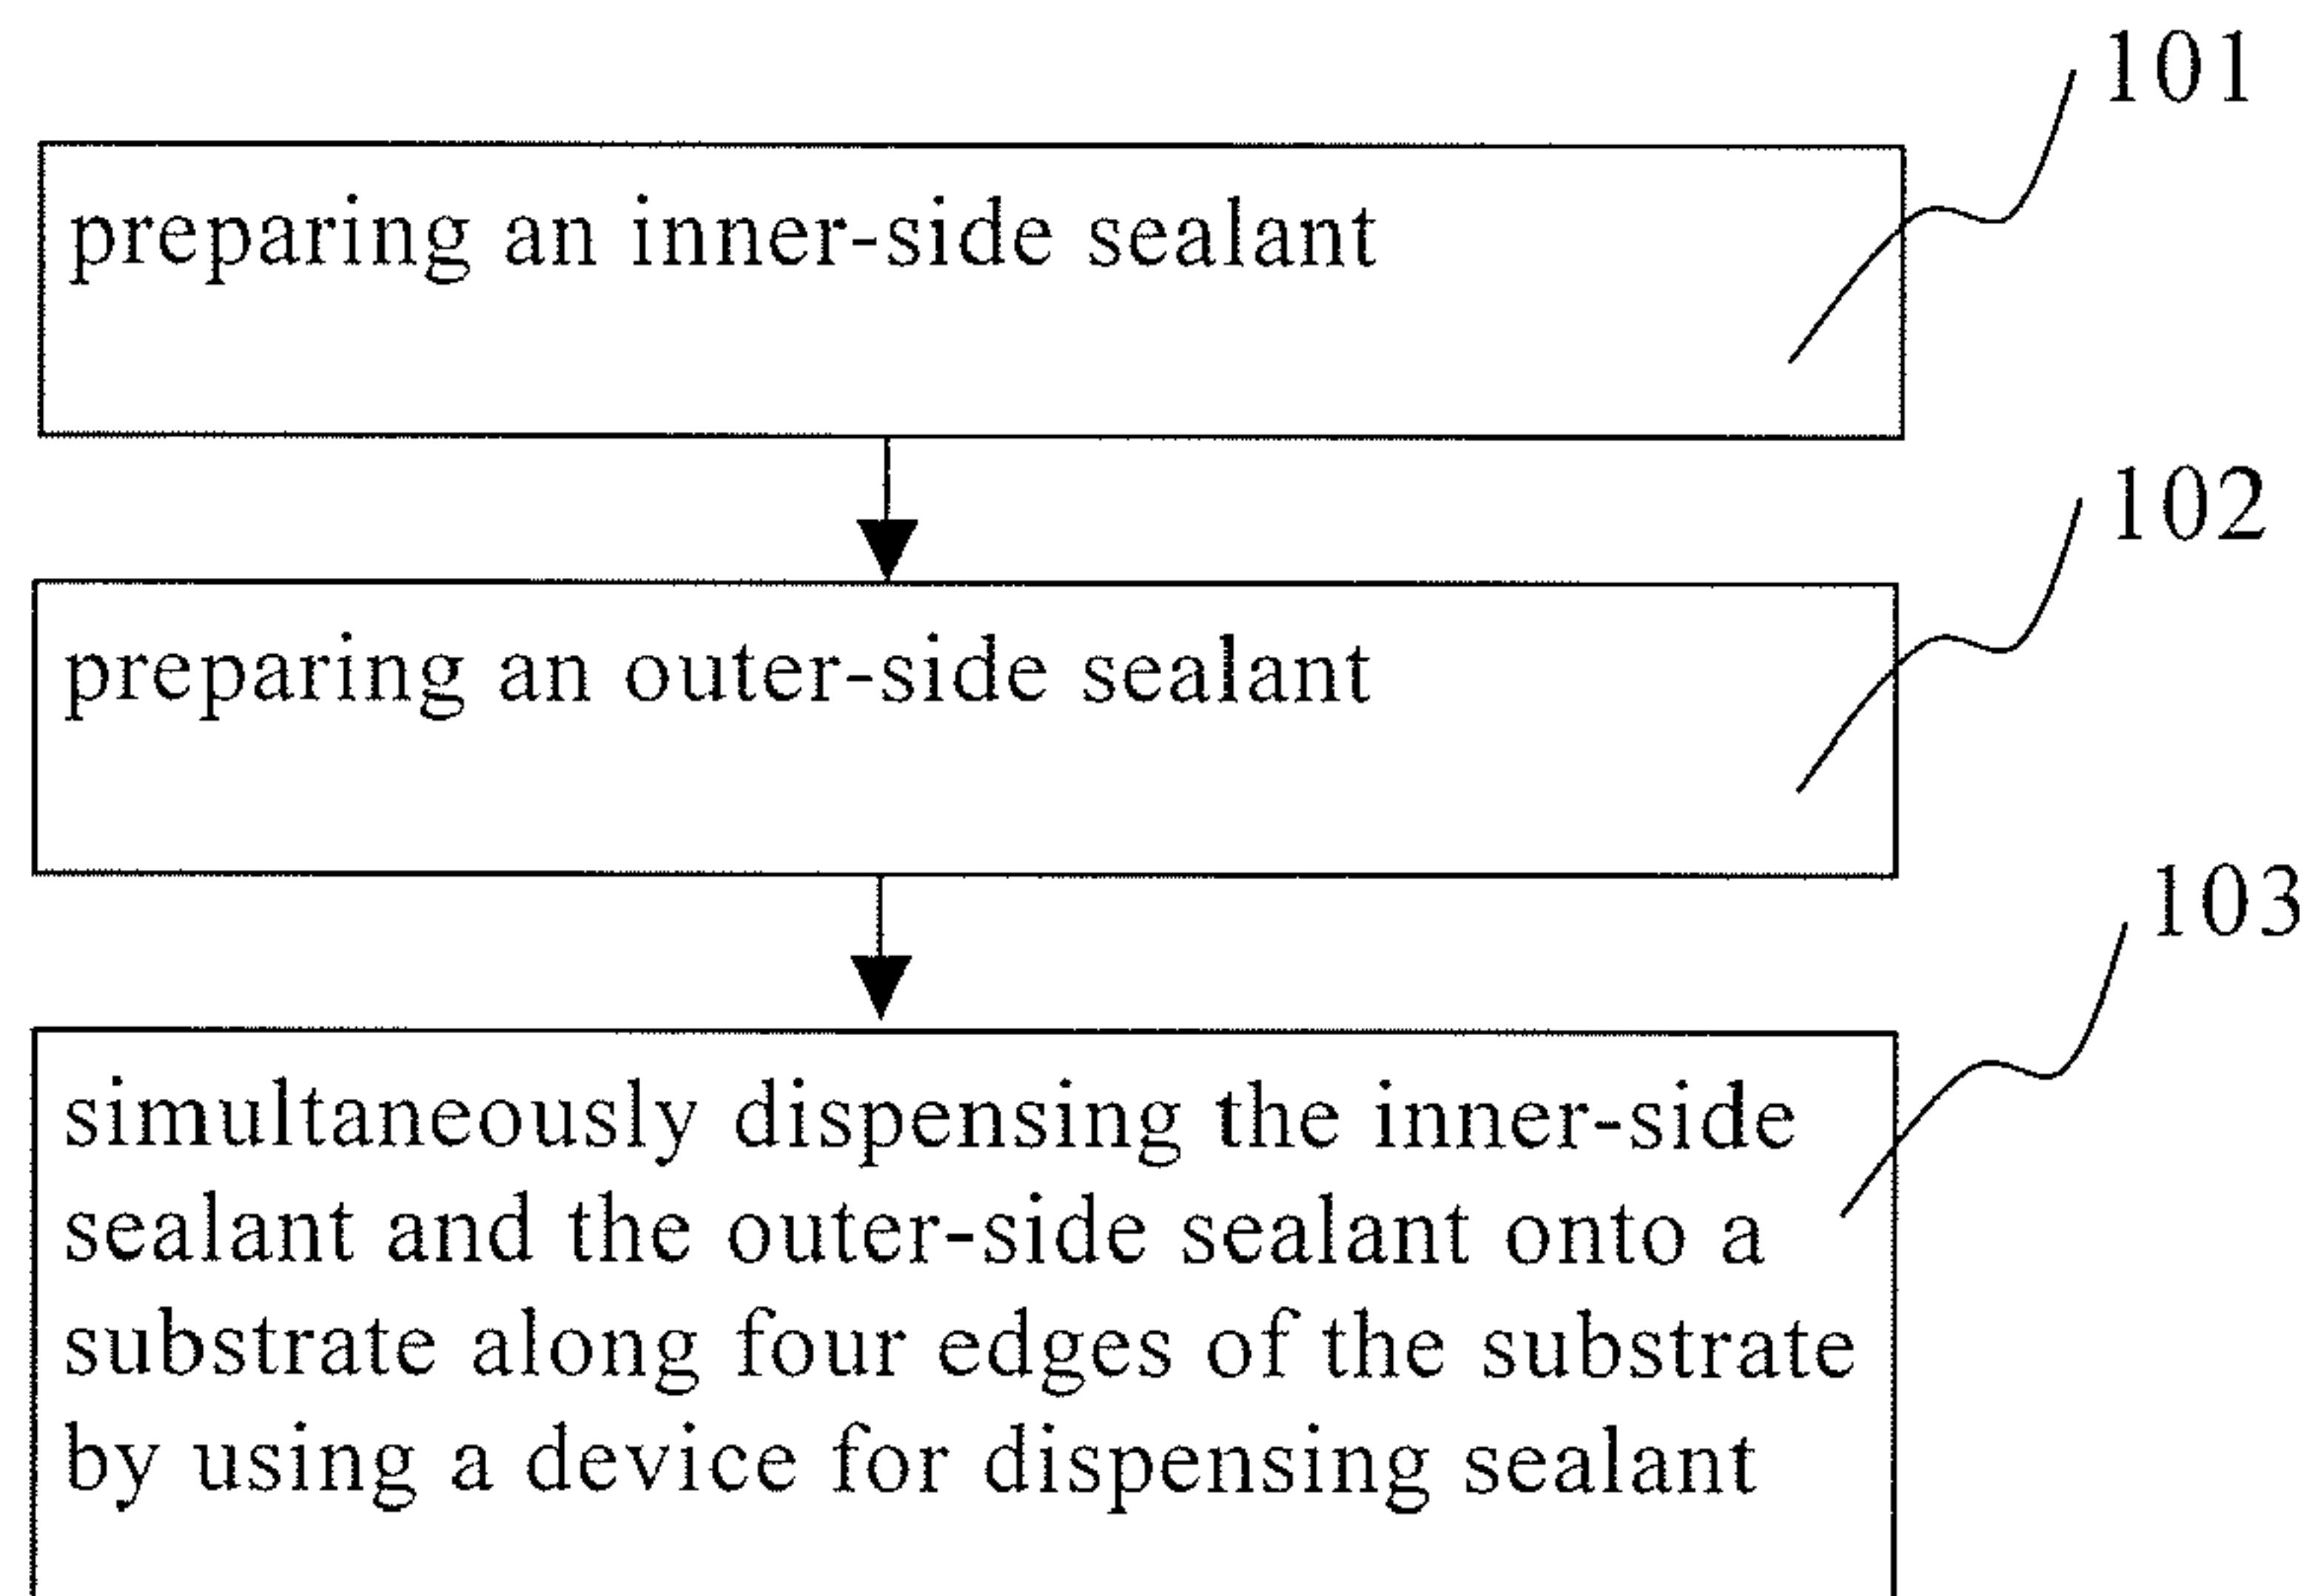 101
preparing an inner-side sealant
102
preparing an outer-side sealant
103
simultaneously dispensing the inner-side
sealant and the outer-side sealant onto a
substrate along four edges of the substrate
by using a device for dispensing sealant